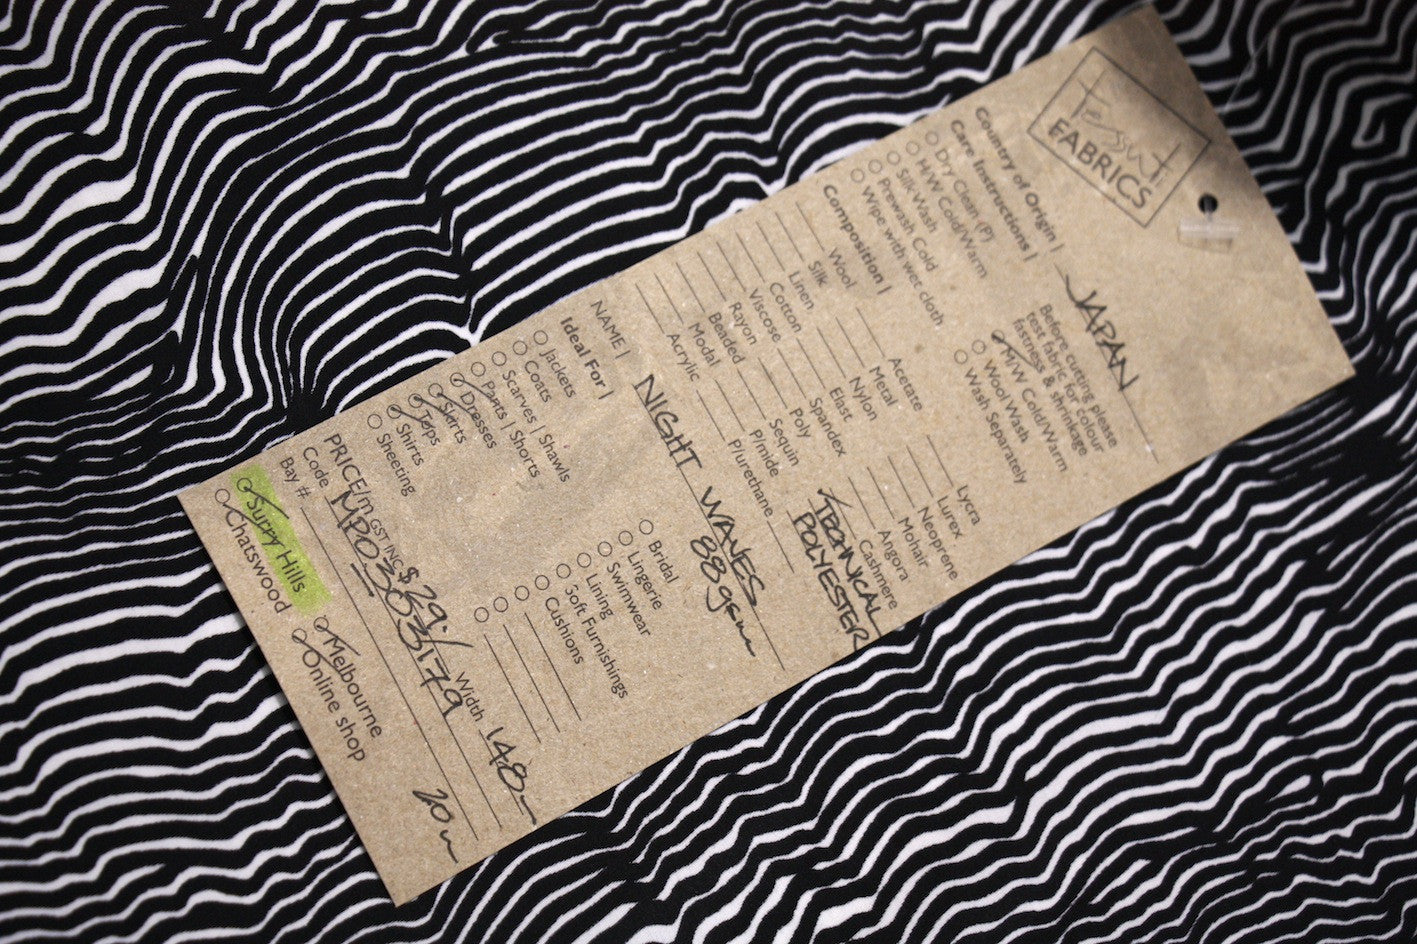 Tessuti
FABRICS
Country of Origin | JAPAN
Care Instructions |
Before cutting please
test fabric for colour
fastness & shrinkage
Dry Clean (P)
H/W Cold/Warm
Silk Wash
Prewash Cold
Wipe with wet cloth
M/W Cold/Warm
Wool Wash
Wash Separately
Composition |
Wool
Silk
Linen
Cotton
Viscose
Rayon
Beaded
Modal
Acrylic
Acetate
Metal
Nylon
Elast
Spandex
Poly
Sequin
P/mide
P/urethane
Lycra
Lurex
Neoprene
Mohair
Angora
Cashmere
TECHNICAL
POLYESTER
NAME | NIGHT WAVES
88gsm
Ideal For |
Jackets
Coats
Scarves | Shawls
Pants | Shorts
Dresses
Skirts
Tops
Shirts
Sheeting
Bridal
Lingerie
Swimwear
Lining
Soft Furnishings
Cushions
PRICE/m GST INC $29./ Width 148
Code MP03033179
Bay #
Surry Hills
Chatswood
Melbourne
Online shop